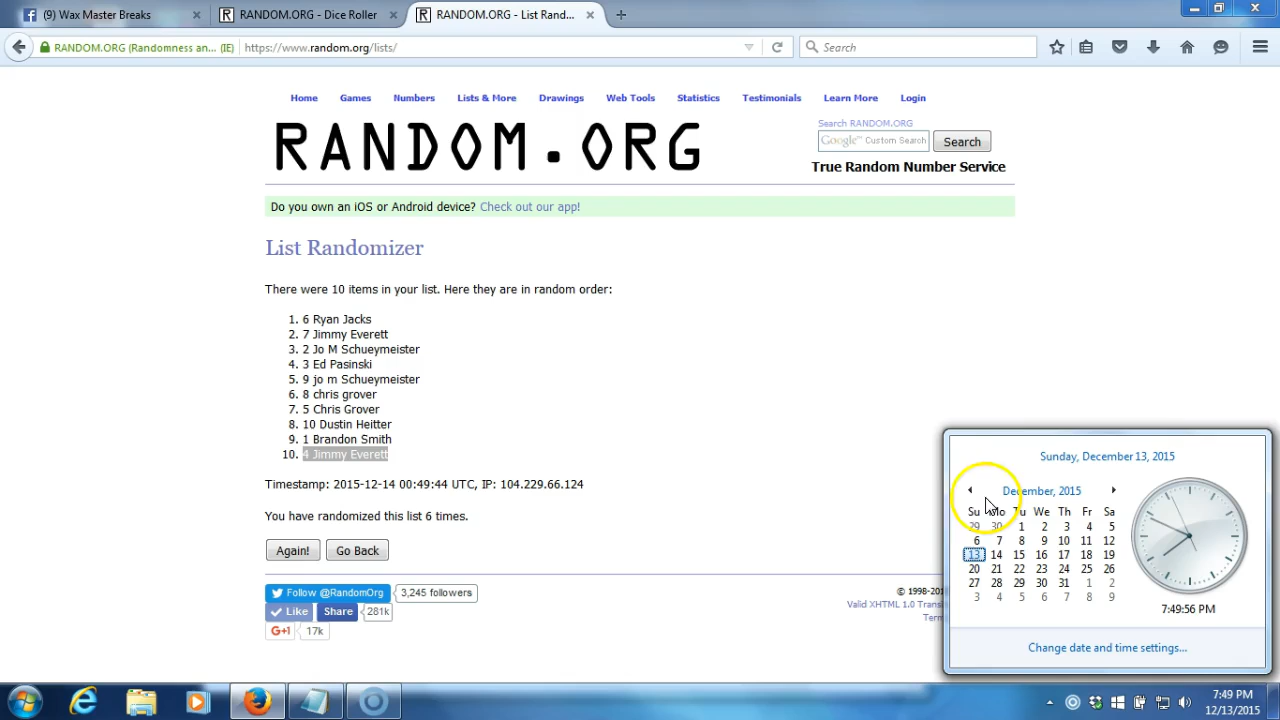 (9) Wax Master Breaks
RANDOM.ORG - Dice Roller
RANDOM.ORG - List Rand...
RANDOM.ORG (Randomness an... (IE)
https://www.random.org/lists/
Search
Home Games Numbers Lists & More Drawings Web Tools Statistics Testimonials Learn More Login
RANDOM.ORG
Search RANDOM.ORG
Google™ Custom Search
Search
True Random Number Service
Do you own an iOS or Android device? Check out our app!
List Randomizer
There were 10 items in your list. Here they are in random order:
1. 6 Ryan Jacks
2. 7 Jimmy Everett
3. 2 Jo M Schueymeister
4. 3 Ed Pasinski
5. 9 jo m Schueymeister
6. 8 chris grover
7. 5 Chris Grover
8. 10 Dustin Heitter
9. 1 Brandon Smith
10. 4 Jimmy Everett
Timestamp: 2015-12-14 00:49:44 UTC, IP: 104.229.66.124
You have randomized this list 6 times.
Again!
Go Back
Follow @RandomOrg
3,245 followers
Like
Share
281k
G+1
17k
© 1998-201
Valid XHTML 1.0 Trans
Term
Sunday, December 13, 2015
December, 2015
Su Mo Tu We Th Fr Sa
29 30 1 2 3 4 5
6 7 8 9 10 11 12
13 14 15 16 17 18 19
20 21 22 23 24 25 26
27 28 29 30 31 1 2
3 4 5 6 7 8 9
7:49:56 PM
Change date and time settings...
7:49 PM
12/13/2015